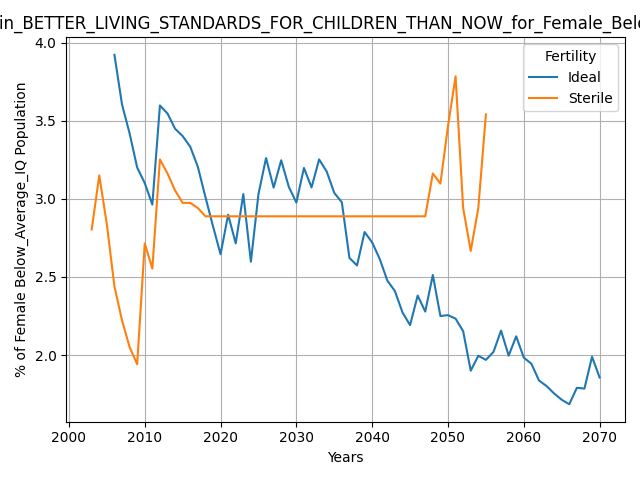 in_BETTER_LIVING_STANDARDS_FOR_CHILDREN_THAN_NOW_for_Female_Bel
Fertility
Ideal
Sterile
% of Female Below_Average_IQ Population
4.0
3.5
3.0
2.5
2.0
2000 2010 2020 2030 2040 2050 2060 2070
Years